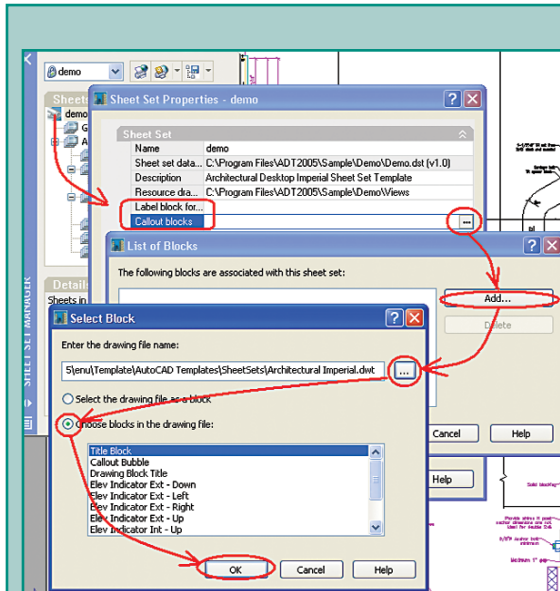 demo
Sheets
demo
Sheet Set Properties - demo
Sheet Set
Name demo
Sheet set data... C:\Program Files\ADT2005\Sample\Demo\Demo.dst (v1.0)
Description Architectural Desktop Imperial Sheet Set Template
Resource dra... C:\Program Files\ADT2005\Sample\Demo\Views
Label block for...
Callout blocks ...
List of Blocks
The following blocks are associated with this sheet set:
Add...
Delete
Details
Sheets in
SHEET SET MANAGER
Select Block
Enter the drawing file name:
5\enu\Template\AutoCAD Templates\SheetSets\Architectural Imperial.dwt ...
Select the drawing file as a block
Choose blocks in the drawing file:
Title Block
Callout Bubble
Drawing Block Title
Elev Indicator Ext - Down
Elev Indicator Ext - Left
Elev Indicator Ext - Right
Elev Indicator Ext - Up
Elev Indicator Int - Up
OK Cancel Help
Cancel Help
Help
Solid blocking
Maximum 1" gap